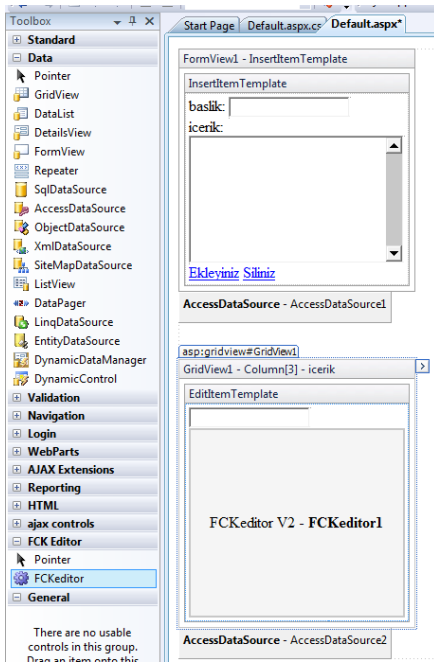 Toolbox
Standard
Data
Pointer
GridView
DataList
DetailsView
FormView
Repeater
SqlDataSource
AccessDataSource
ObjectDataSource
XmlDataSource
SiteMapDataSource
ListView
DataPager
LinqDataSource
EntityDataSource
DynamicDataManager
DynamicControl
Validation
Navigation
Login
WebParts
AJAX Extensions
Reporting
HTML
ajax controls
FCK Editor
Pointer
FCKeditor
General
There are no usable
controls in this group.
Drag an item onto this
Start Page Default.aspx.cs Default.aspx*
FormView1 - InsertItemTemplate
InsertItemTemplate
baslik:
icerik:
Ekleyiniz Siliniz
AccessDataSource - AccessDataSource1
asp:gridview#GridView1
GridView1 - Column[3] - icerik
EditItemTemplate
FCKeditor V2 - FCKeditor1
AccessDataSource - AccessDataSource2